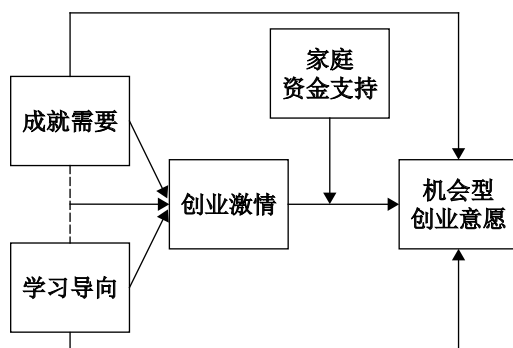 家庭
资金支持
成就需要
创业激情
机会型
创业意愿
学习导向